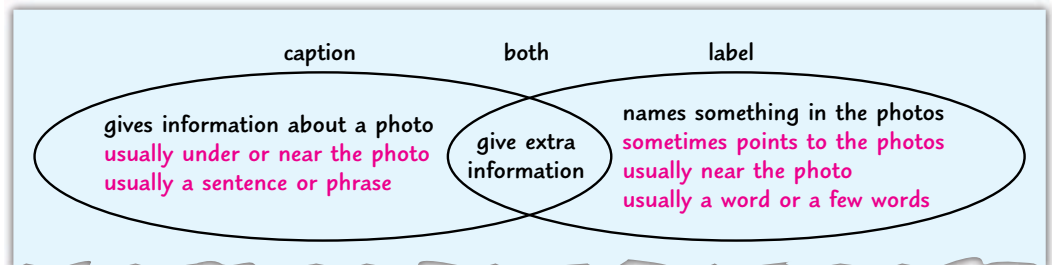 caption both label
gives information about a photo
usually under or near the photo
usually a sentence or phrase
give extra
information
names something in the photos
sometimes points to the photos
usually near the photo
usually a word or a few words